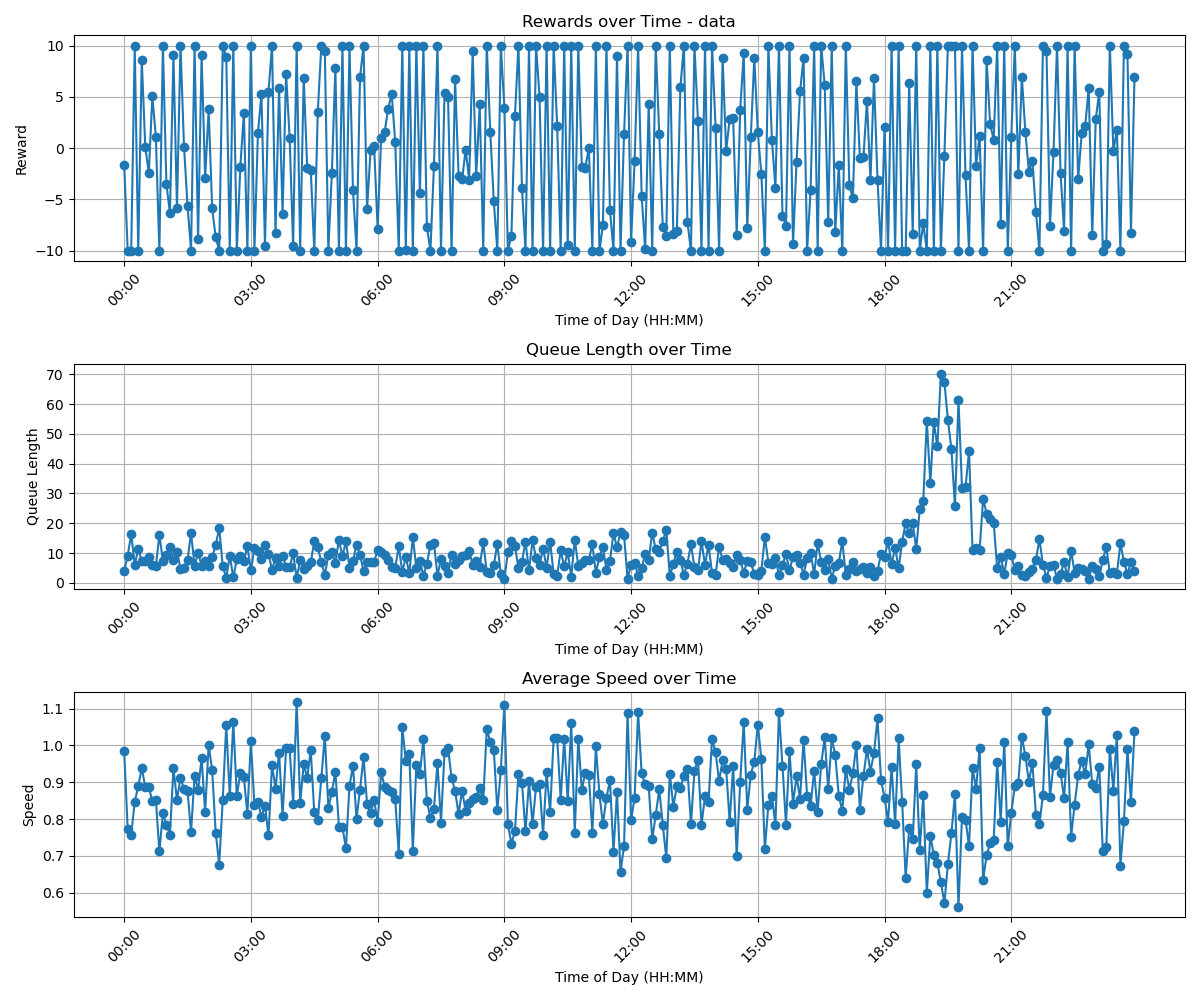 Rewards over Time - data
Reward
10
5
0
−5
−10
00:00 03:00 06:00 09:00 12:00 15:00 18:00 21:00
Time of Day (HH:MM)
Queue Length over Time
Queue Length
70
60
50
40
30
20
10
0
00:00 03:00 06:00 09:00 12:00 15:00 18:00 21:00
Time of Day (HH:MM)
Average Speed over Time
Speed
1.1
1.0
0.9
0.8
0.7
0.6
00:00 03:00 06:00 09:00 12:00 15:00 18:00 21:00
Time of Day (HH:MM)